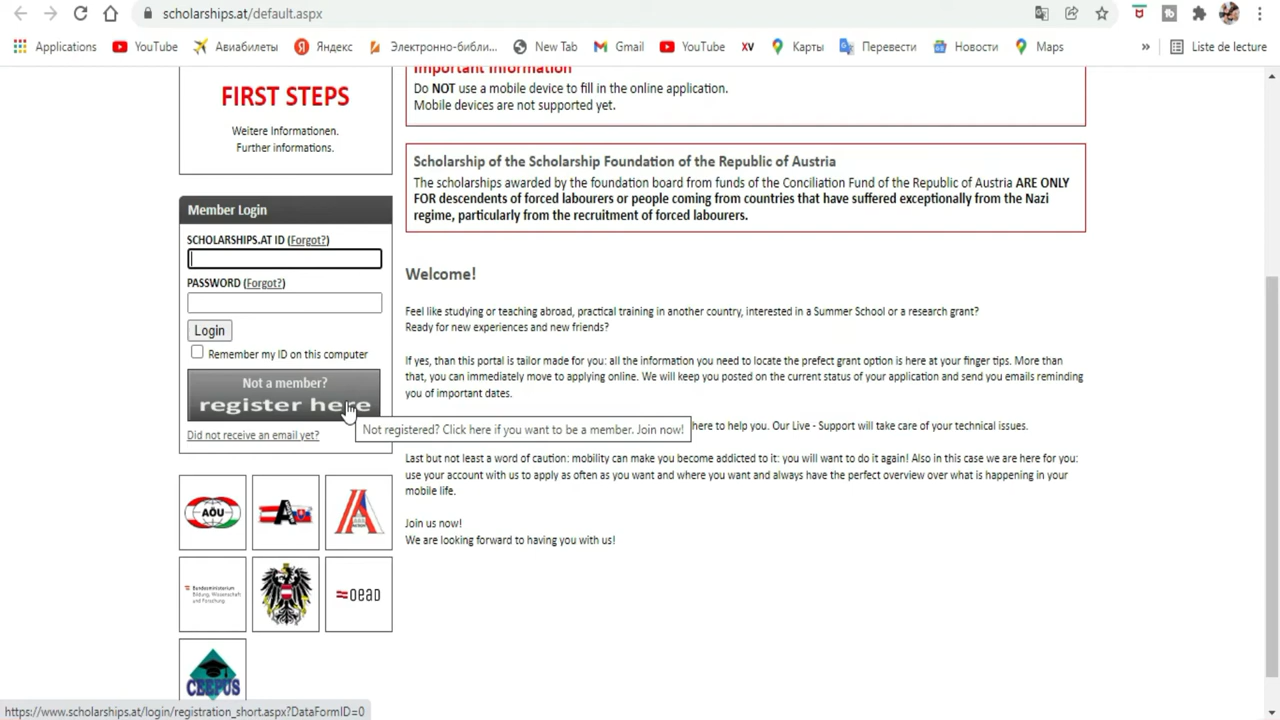 scholarships.at/default.aspx
Applications
YouTube
Авиабилеты
Яндекс
Электронно-библи...
New Tab
Gmail
YouTube
XV
Карты
Перевести
Новости
Maps
»
Liste de lecture
FIRST STEPS
Weitere Informationen.
Further informations.
Member Login
SCHOLARSHIPS.AT ID (Forgot?)
PASSWORD (Forgot?)
Login
Remember my ID on this computer
Not a member?
register here
Did not receive an email yet?
Important Information
Do NOT use a mobile device to fill in the online application.
Mobile devices are not supported yet.
Scholarship of the Scholarship Foundation of the Republic of Austria
The scholarships awarded by the foundation board from funds of the Conciliation Fund of the Republic of Austria ARE ONLY
FOR descendents of forced labourers or people coming from countries that have suffered exceptionally from the Nazi
regime, particularly from the recruitment of forced labourers.
Welcome!
Feel like studying or teaching abroad, practical training in another country, interested in a Summer School or a research grant?
Ready for new experiences and new friends?
If yes, than this portal is tailor made for you: all the information you need to locate the prefect grant option is here at your finger tips. More than
that, you can immediately move to applying online. We will keep you posted on the current status of your application and send you emails reminding
you of important dates.
Not registered? Click here if you want to be a member. Join now!
here to help you. Our Live - Support will take care of your technical issues.
Last but not least a word of caution: mobility can make you become addicted to it: you will want to do it again! Also in this case we are here for you:
use your account with us to apply as often as you want and where you want and always have the perfect overview over what is happening in your
mobile life.
Join us now!
We are looking forward to having you with us!
AÖU
A
A
Bundesministerium
Bildung, Wissenschaft
und Forschung
oead
CEEPUS
https://www.scholarships.at/login/registration_short.aspx?DataFormID=0